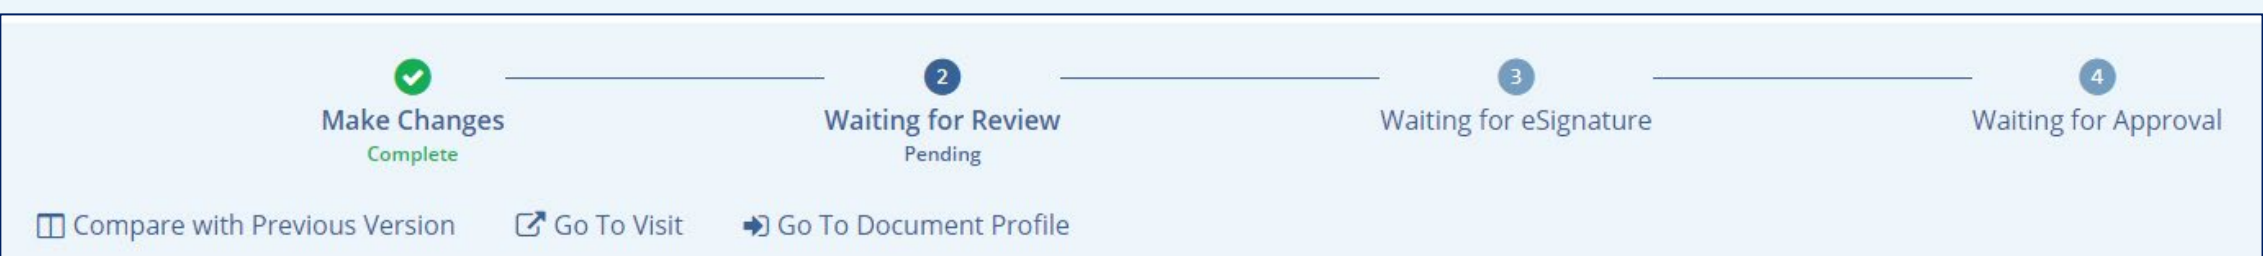 2 3 4
Make Changes Waiting for Review Waiting for eSignature Waiting for Approval
Complete Pending
Compare with Previous Version Go To Visit Go To Document Profile